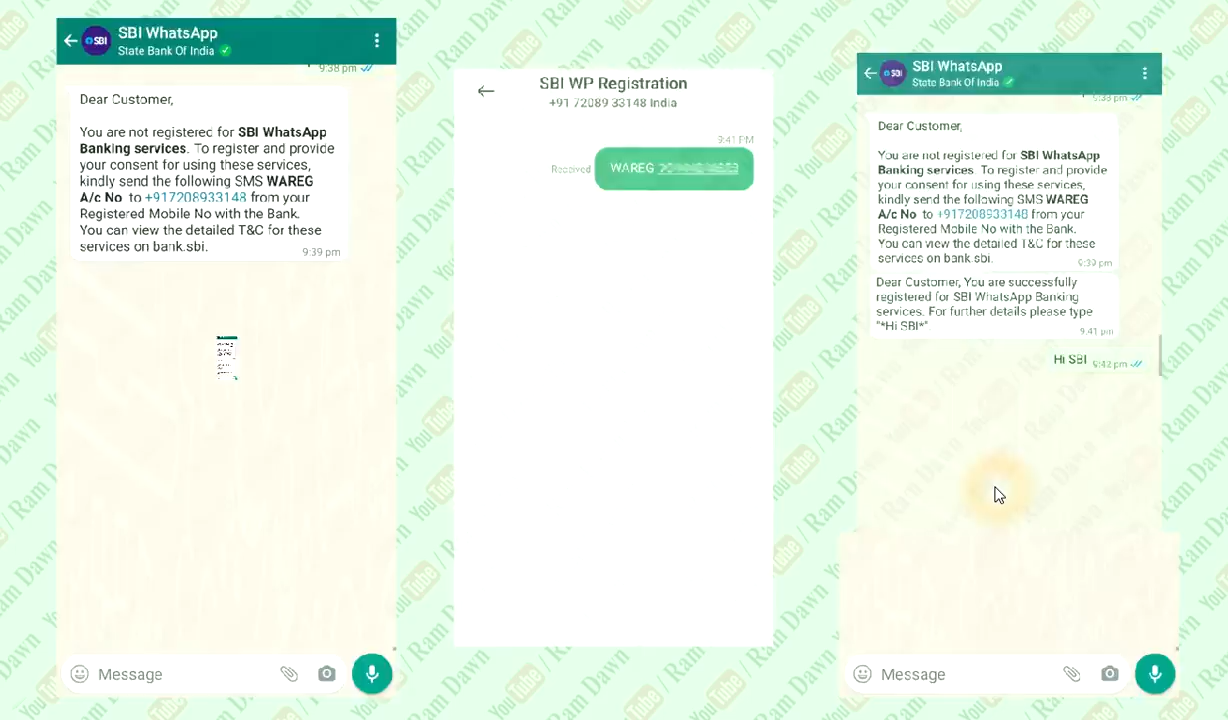 SBI WhatsApp
State Bank Of India
9:38 pm
Dear Customer,
You are not registered for SBI WhatsApp
Banking services. To register and provide
your consent for using these services,
kindly send the following SMS WAREG
A/c No to +917208933148 from your
Registered Mobile No with the Bank.
You can view the detailed T&C for these
services on bank.sbi.
9:39 pm
Message
SBI WP Registration
+91 72089 33148 India
9:41 PM
Received
WAREG
SBI WhatsApp
State Bank Of India
Dear Customer,
You are not registered for SBI WhatsApp
Banking services. To register and provide
your consent for using these services,
kindly send the following SMS WAREG
A/c No to +917208933148 from your
Registered Mobile No with the Bank.
You can view the detailed T&C for these
services on bank.sbi.
9:39 pm
Dear Customer, You are successfully
registered for SBI WhatsApp Banking
services. For further details please type
"*Hi SBI*"
9:41 pm
Hi SBI
9:42 pm
Message
YouTube / Ram Dawn